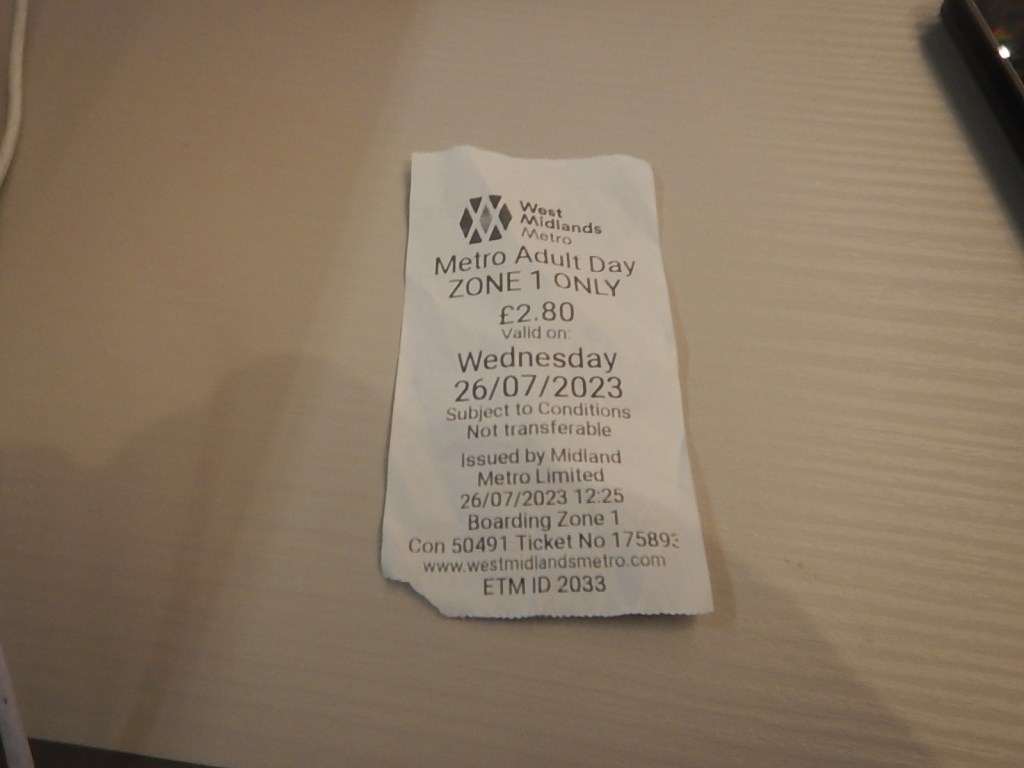 West
Midlands
Metro
Metro Adult Day
ZONE 1 ONLY
£2.80
Valid on:
Wednesday
26/07/2023
Subject to Conditions
Not transferable
Issued by Midland
Metro Limited
26/07/2023 12:25
Boarding Zone 1
Con 50491 Ticket No
www.westmidlandsmetro.com
ETM ID 2033